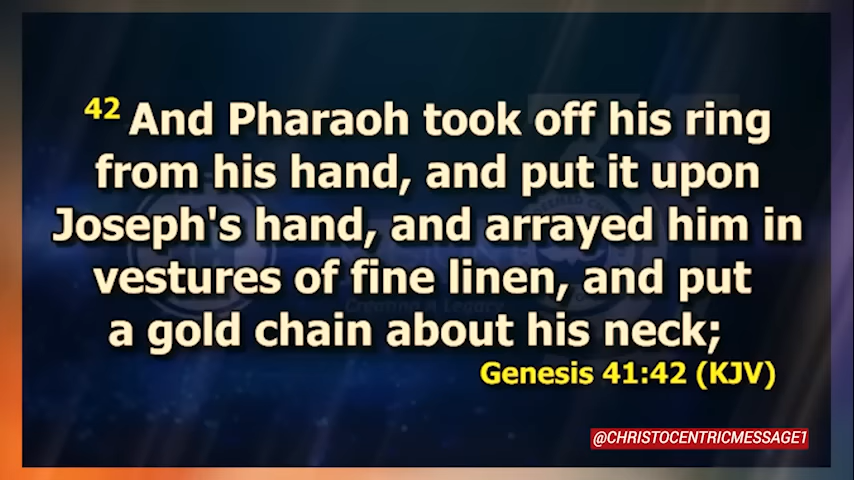 42 And Pharaoh took off his ring
from his hand, and put it upon
Joseph's hand, and arrayed him in
vestures of fine linen, and put
a gold chain about his neck;
Genesis 41:42 (KJV)
@CHRISTOCENTRICMESSAGE1